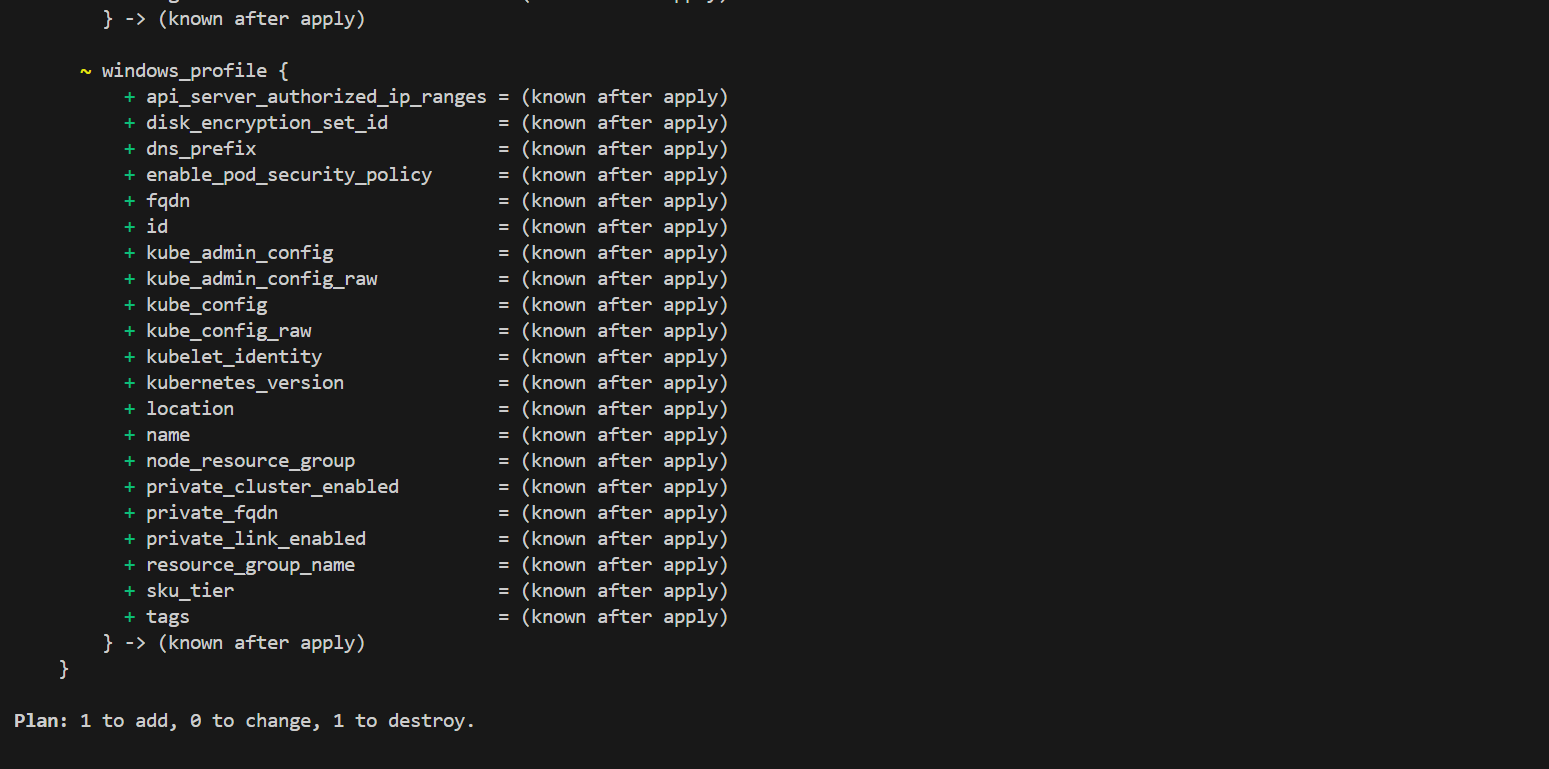 } -> (known after apply)
~ windows_profile {
+ api_server_authorized_ip_ranges = (known after apply)
+ disk_encryption_set_id = (known after apply)
+ dns_prefix = (known after apply)
+ enable_pod_security_policy = (known after apply)
+ fqdn = (known after apply)
+ id = (known after apply)
+ kube_admin_config = (known after apply)
+ kube_admin_config_raw = (known after apply)
+ kube_config = (known after apply)
+ kube_config_raw = (known after apply)
+ kubelet_identity = (known after apply)
+ kubernetes_version = (known after apply)
+ location = (known after apply)
+ name = (known after apply)
+ node_resource_group = (known after apply)
+ private_cluster_enabled = (known after apply)
+ private_fqdn = (known after apply)
+ private_link_enabled = (known after apply)
+ resource_group_name = (known after apply)
+ sku_tier = (known after apply)
+ tags = (known after apply)
} -> (known after apply)
}
Plan: 1 to add, 0 to change, 1 to destroy.